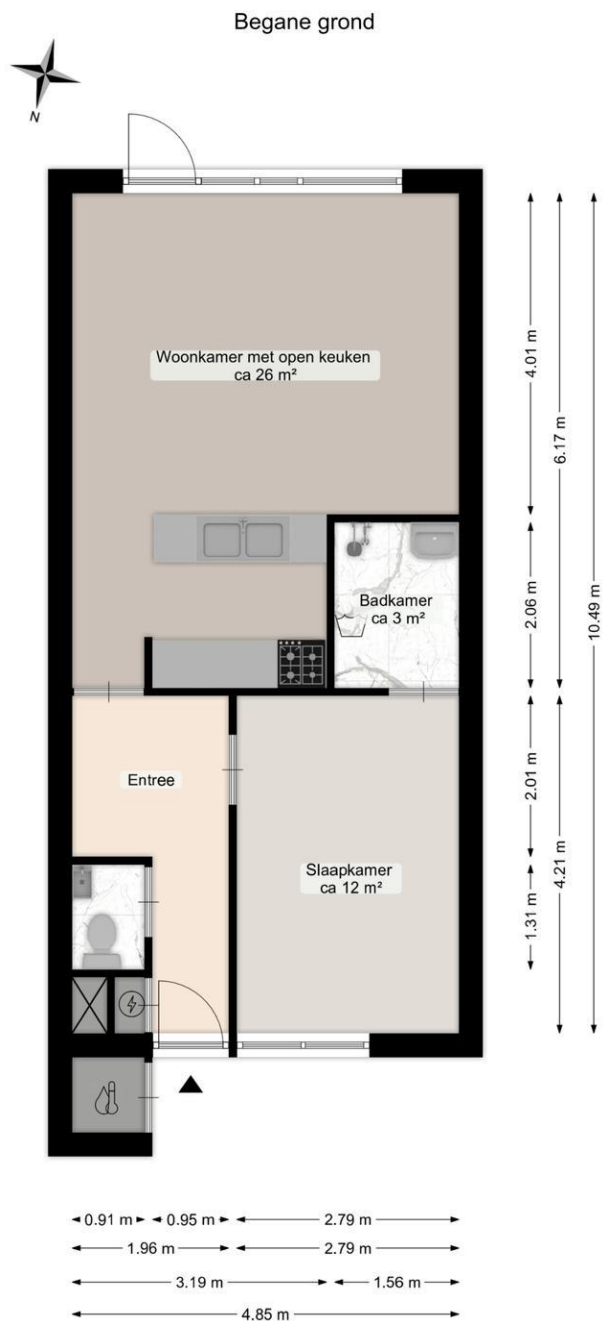 Begane grond
N
Woonkamer met open keuken
ca 26 m²
4.01 m
6.17 m
10.49 m
Badkamer
ca 3 m²
2.06 m
Entree
2.01 m
Slaapkamer
ca 12 m²
4.21 m
1.31 m
0.91 m
0.95 m
2.79 m
1.96 m
2.79 m
3.19 m
1.56 m
4.85 m